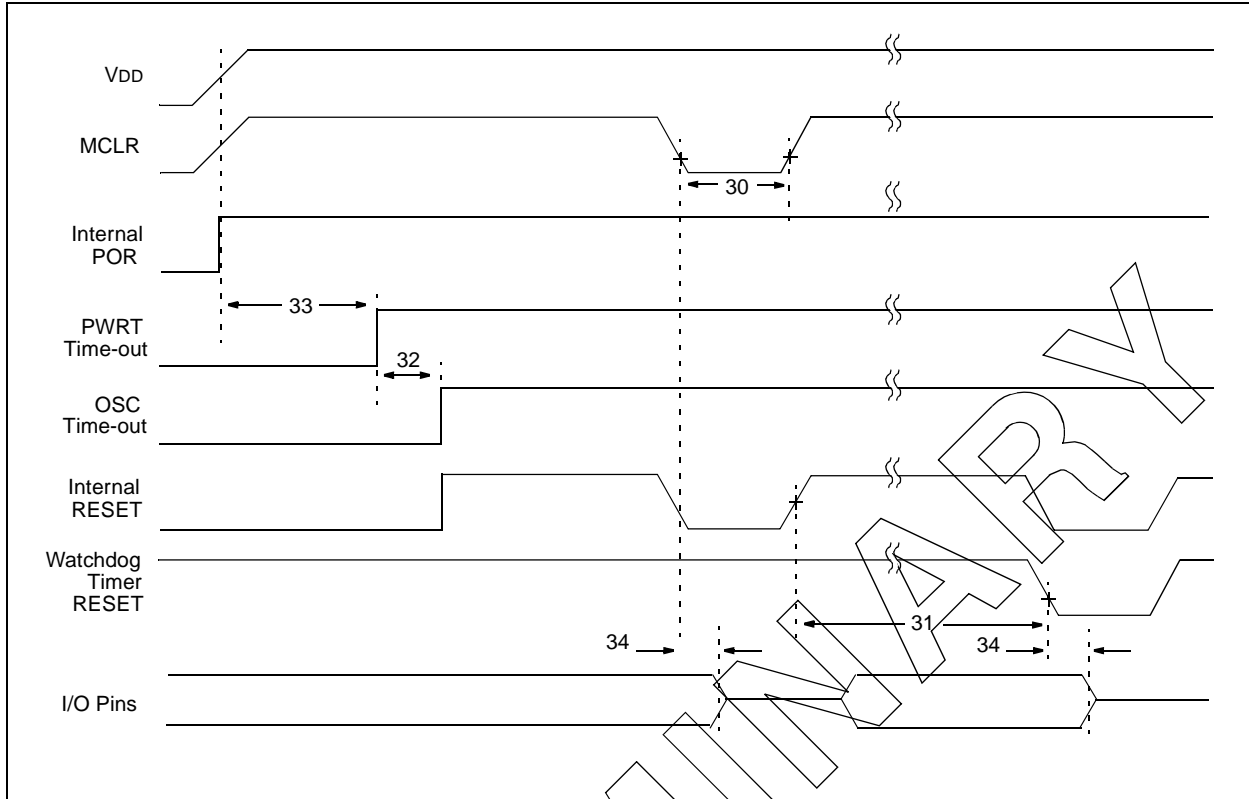 VDD
MCLR
30
Internal
POR
33
PWRT
Time-out
32
OSC
Time-out
Internal
RESET
Watchdog
Timer
RESET
31
34
34
I/O Pins
INARY